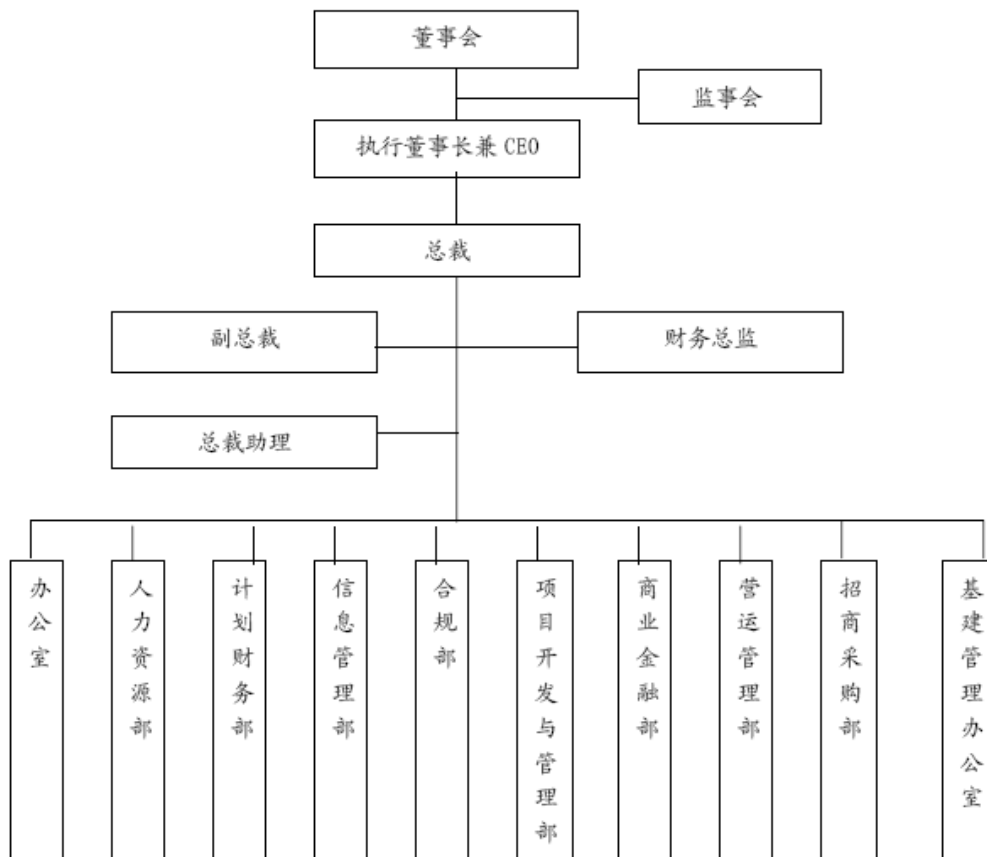 董事会
监事会
执行董事长兼 CEO
总裁
副总裁
财务总监
总裁助理
办公室
人力资源部
计划财务部
信息管理部
合规部
项目开发与管理部
商业金融部
营运管理部
招商采购部
基建管理办公室